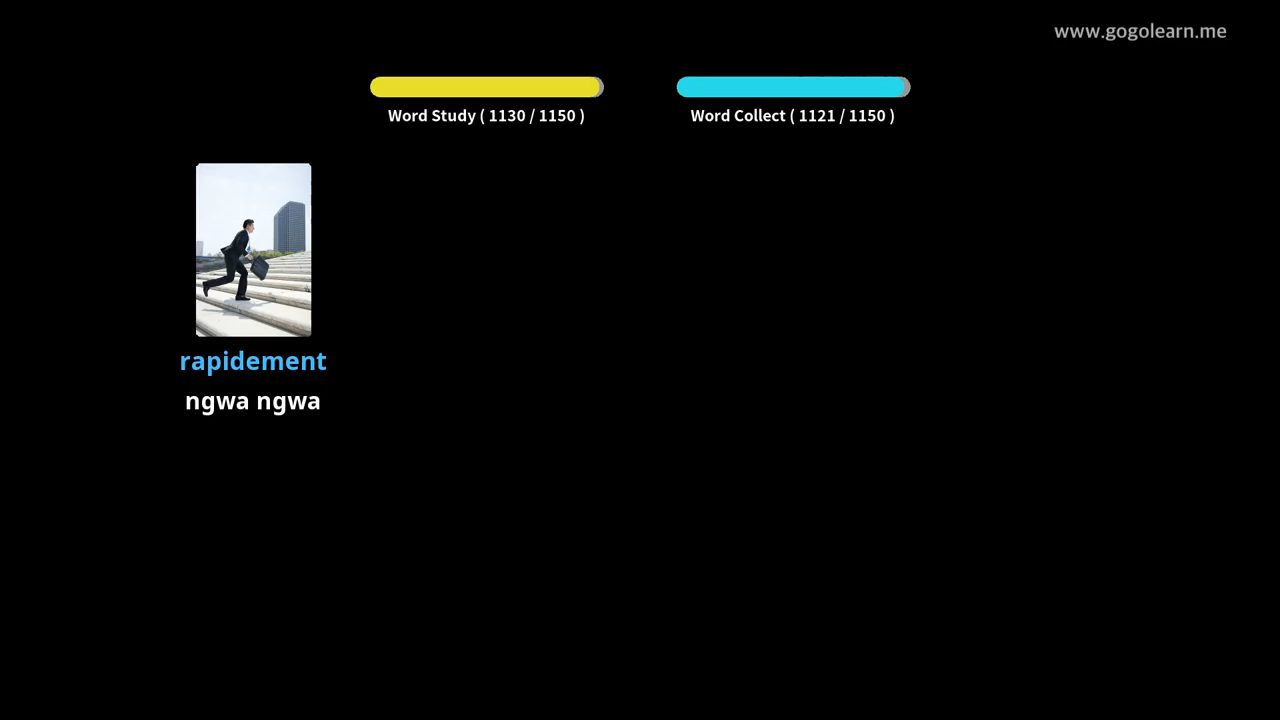 www.gogolearn.me
Word Study ( 1130 / 1150 )
Word Collect ( 1121 / 1150 )
rapidement
ngwa ngwa